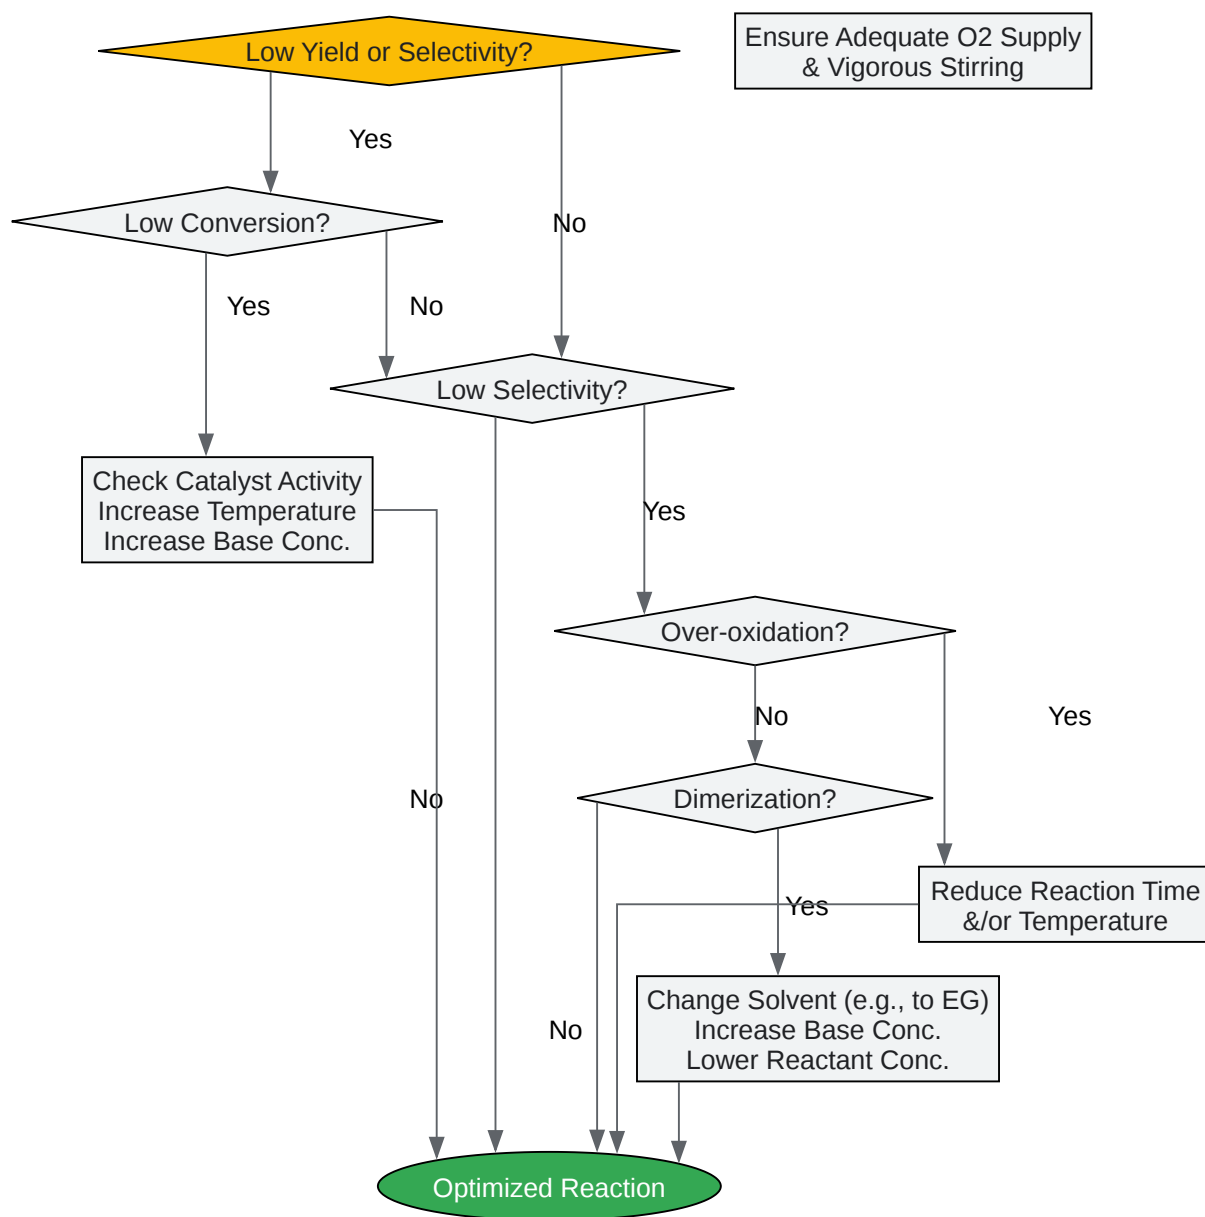 Low Yield or Selectivity?
Ensure Adequate O2 Supply
& Vigorous Stirring
Yes
Low Conversion?
No
Yes
No
Low Selectivity?
Check Catalyst Activity
Increase Temperature
Increase Base Conc.
Yes
Over-oxidation?
No
Yes
No
Dimerization?
Reduce Reaction Time
&/or Temperature
Yes
Change Solvent (e.g., to EG)
Increase Base Conc.
Lower Reactant Conc.
No
Optimized Reaction